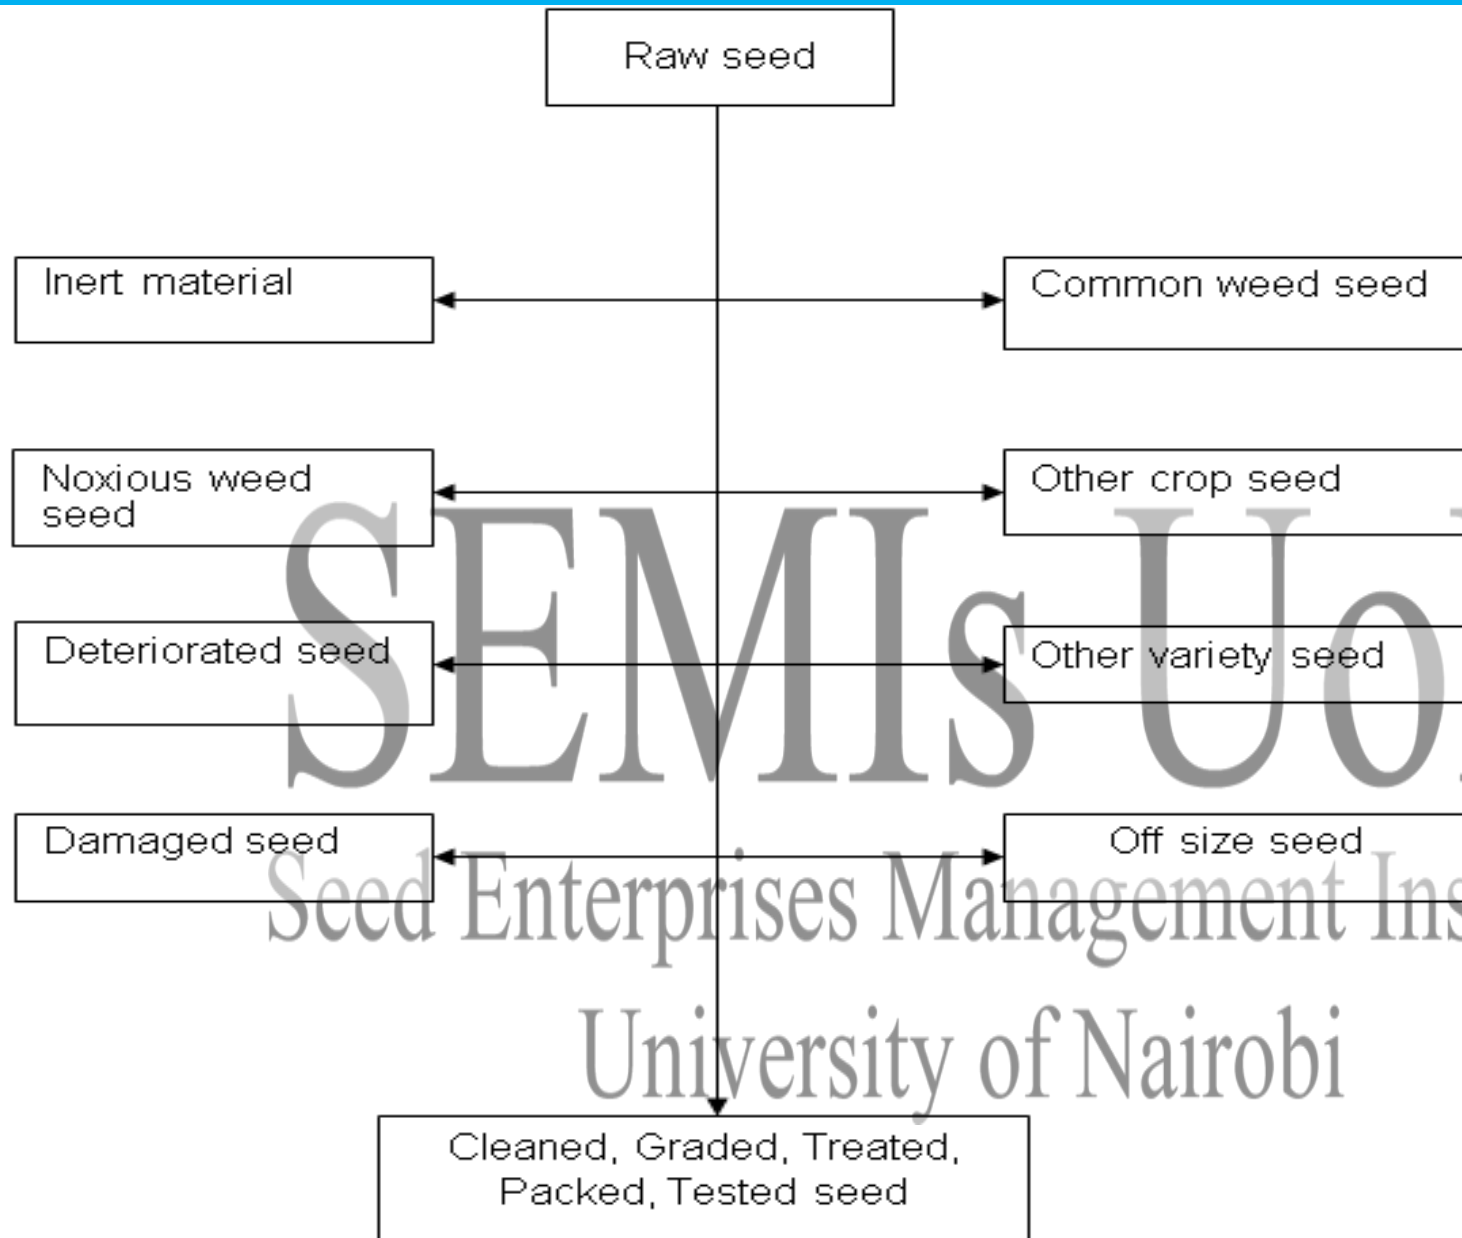 Raw seed
Inert material
Common weed seed
Noxious weed
seed
Other crop seed
Deteriorated seed
Other variety seed
Damaged seed
Off size seed
SEMIs
Seed Enterprises Management
University of Nairobi
Cleaned, Graded, Treated,
Packed, Tested seed